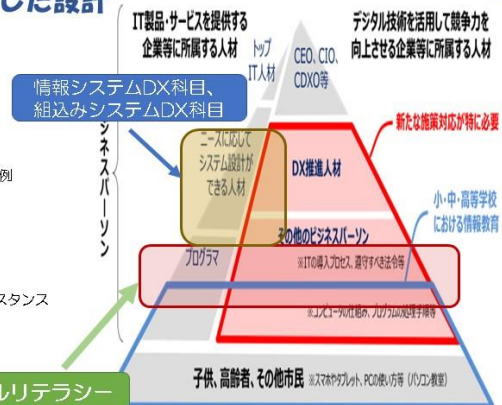 した設計
IT製品・サービスを提供する
企業等に所属する人材
デジタル技術を活用して競争力を
向上させる企業等に所属する人材
トップ
IT人材
CEO、CIO、
CDXO等
情報システムDX科目、
組込みシステムDX科目
新たな施策対応が特に必要
ジネスパーソン
例
ニーズに応じて
システム設計が
できる人材
DX推進人材
小・中・高等学校
における情報教育
その他のビジネスパーソン
プログラマ
※ITの導入プロセス、遵守すべき法令等
スタンス
※コンピュータの仕組み、プログラムの処理手順等
ルリテラシー
子供、高齢者、その他市民 ※スマホやタブレット、PCの使い方等（パソコン教室）